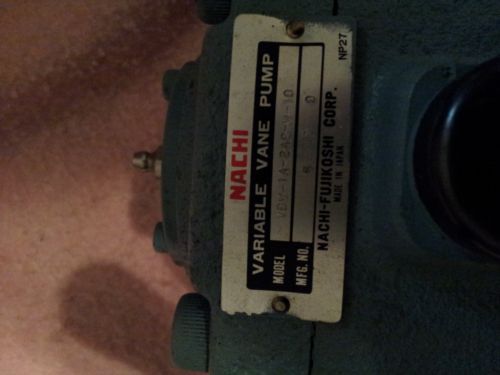 NACHI
VARIABLE VANE PUMP
MODEL
MFG. NO.
NACHI-FUJIKOSHI CORP.
MADE IN JAPAN
NP27